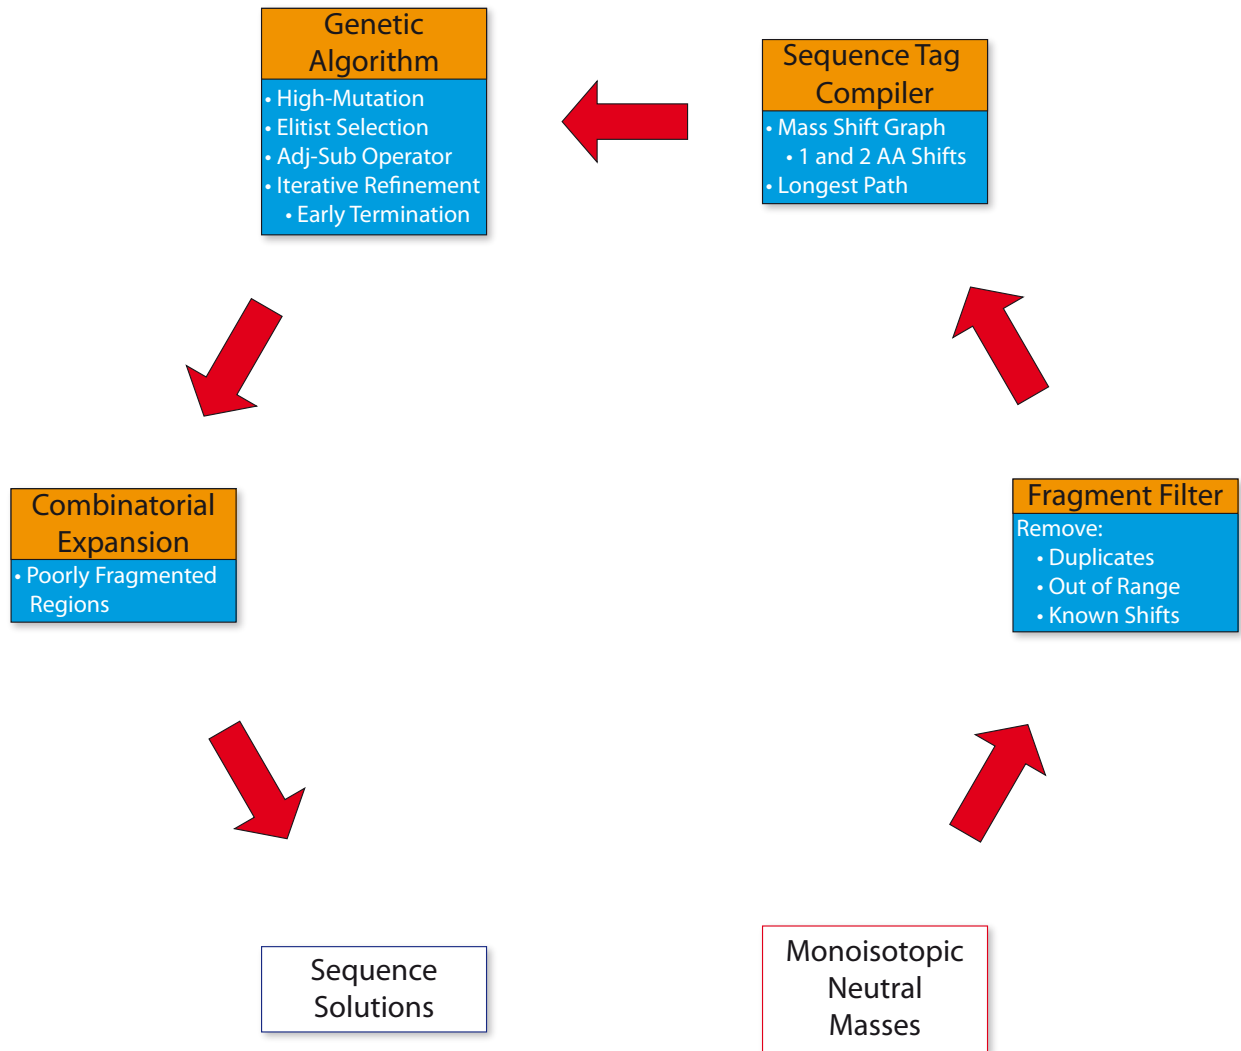 Genetic
Algorithm
• High-Mutation
• Elitist Selection
• Adj-Sub Operator
• Iterative Refinement
• Early Termination
Sequence Tag
Compiler
• Mass Shift Graph
• 1 and 2 AA Shifts
• Longest Path
Combinatorial
Expansion
• Poorly Fragmented
Regions
Fragment Filter
Remove:
• Duplicates
• Out of Range
• Known Shifts
Sequence
Solutions
Monoisotopic
Neutral
Masses